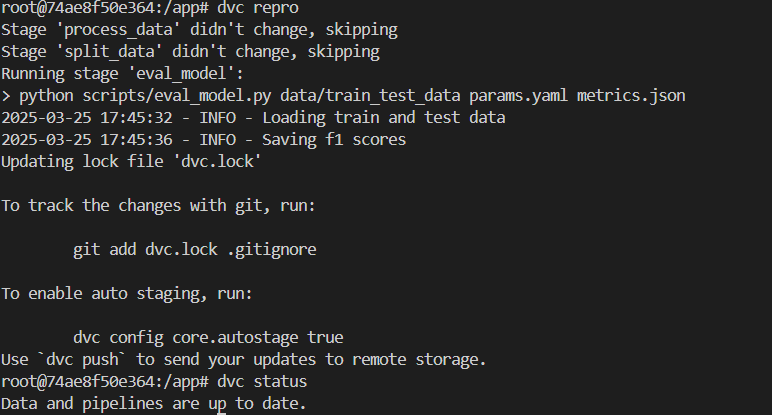 root@74ae8f50e364:/app# dvc repro
Stage 'process_data' didn't change, skipping
Stage 'split_data' didn't change, skipping
Running stage 'eval_model':
> python scripts/eval_model.py data/train_test_data params.yaml metrics.json
2025-03-25 17:45:32 - INFO - Loading train and test data
2025-03-25 17:45:36 - INFO - Saving f1 scores
Updating lock file 'dvc.lock'
To track the changes with git, run:
git add dvc.lock .gitignore
To enable auto staging, run:
dvc config core.autostage true
Use `dvc push` to send your updates to remote storage.
root@74ae8f50e364:/app# dvc status
Data and pipelines are up to date.